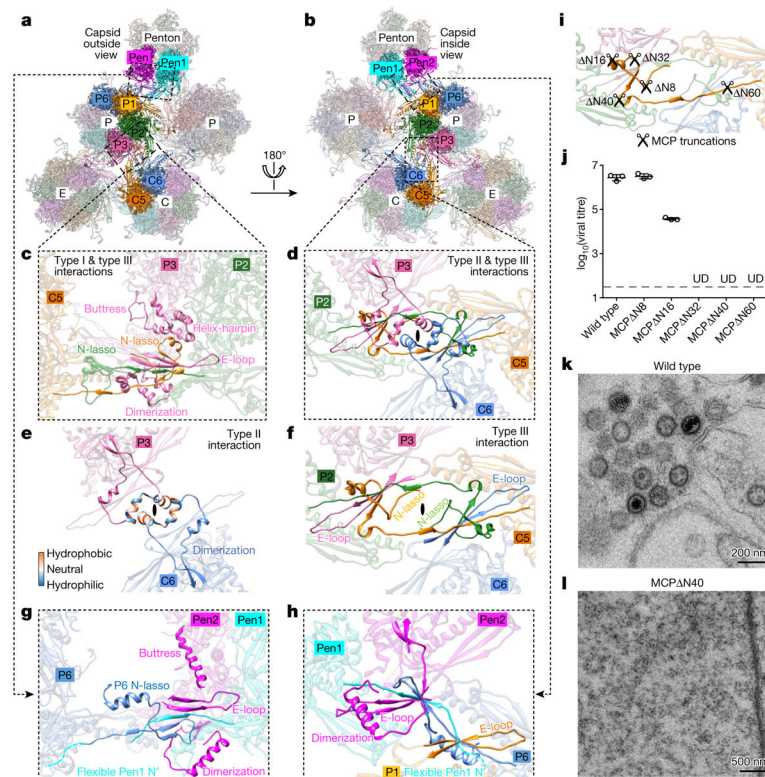 a
Capsid
outside
view
Penton
Pen
Pen1
P6
P1
P
P2
P
P3
E
C6
E
C5
C
180°
b
Capsid
inside
view
Penton
Pen1
Pen2
P1
P6
P
P2
P
P3
E
C6
C5
C
E
c
Type I & type III
interactions
P3
P2
C5
Buttress
Helix-hairpin
N-lasso
N-lasso
E-loop
Dimerization
d
Type II & type III
interactions
P3
P2
C5
C6
e
Type II
interaction
P3
Hydrophobic
Neutral
Hydrophilic
Dimerization
C6
f
Type III
interaction
P3
P2
E-loop
N-lasso
N-lasso
E-loop
C5
C6
g
Pen2
Pen1
Buttress
P6
P6 N-lasso
E-loop
Flexible Pen1 N′
Dimerization
h
Pen2
Pen1
E-loop
Dimerization
E-loop
P6
P1
Flexible Pen1 N′
i
ΔN16
ΔN32
ΔN8
ΔN60
ΔN40
MCP truncations
j
log10(viral titre)
7
5
3
1
UD UD UD
Wild type
MCPΔN8
MCPΔN16
MCPΔN32
MCPΔN40
MCPΔN60
k
Wild type
200 nm
l
MCPΔN40
500 nm